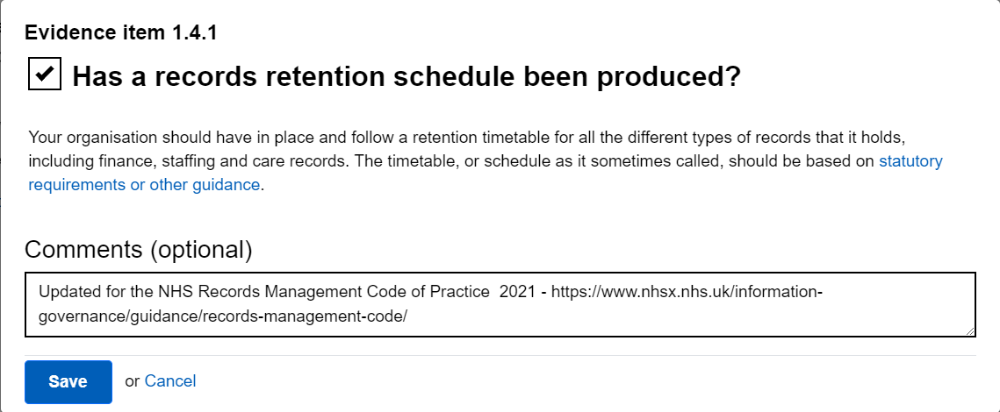 Evidence item 1.4.1
Has a records retention schedule been produced?
Your organisation should have in place and follow a retention timetable for all the different types of records that it holds,
including finance, staffing and care records. The timetable, or schedule as it sometimes called, should be based on statutory
requirements or other guidance.
Comments (optional)
Updated for the NHS Records Management Code of Practice  2021 - https://www.nhsx.nhs.uk/information-
governance/guidance/records-management-code/
Save or Cancel